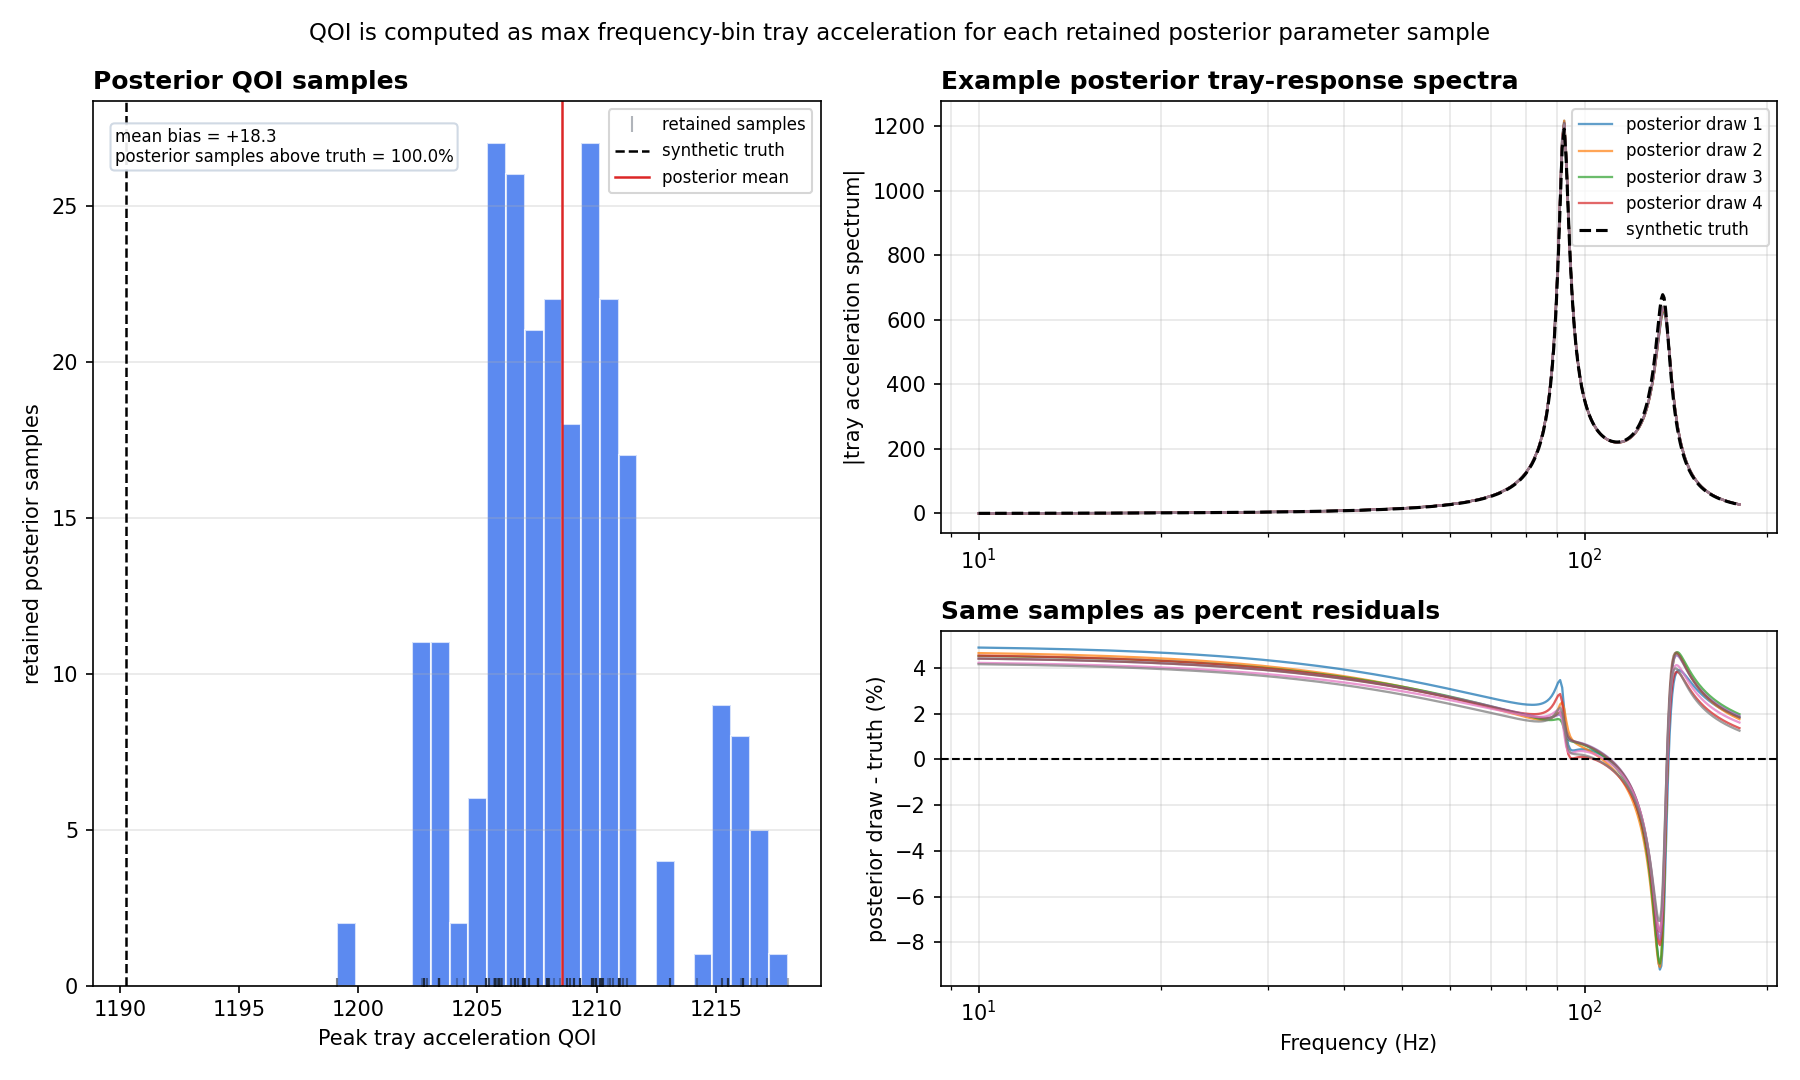 QOI is computed as max frequency-bin tray acceleration for each retained posterior parameter sample
Posterior QOI samples
mean bias = +18.3
posterior samples above truth = 100.0%
retained samples
synthetic truth
posterior mean
retained posterior samples
25
20
15
10
5
0
1190 1195 1200 1205 1210 1215
Peak tray acceleration QOI
Example posterior tray-response spectra
posterior draw 1
posterior draw 2
posterior draw 3
posterior draw 4
synthetic truth
|tray acceleration spectrum|
1200
1000
800
600
400
200
0
10¹ 10²
Same samples as percent residuals
posterior draw - truth (%)
4
2
0
−2
−4
−6
−8
10¹ 10²
Frequency (Hz)